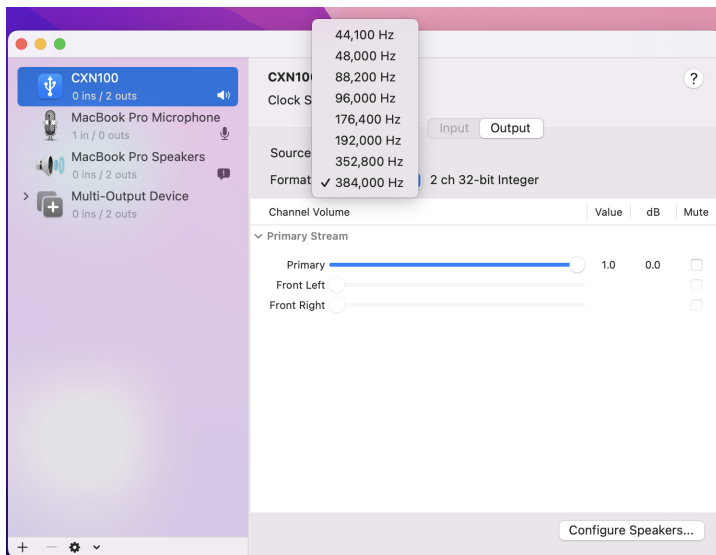 44,100 Hz
48,000 Hz
88,200 Hz
96,000 Hz
176,400 Hz
192,000 Hz
352,800 Hz
✓ 384,000 Hz
CXN100
0 ins / 2 outs
MacBook Pro Microphone
1 in / 0 outs
MacBook Pro Speakers
0 ins / 2 outs
Multi-Output Device
0 ins / 2 outs
CXN10
?
Clock S
Input Output
Source
Format 2 ch 32-bit Integer
Channel Volume Value dB Mute
Primary Stream
Primary 1.0 0.0
Front Left
Front Right
Configure Speakers...